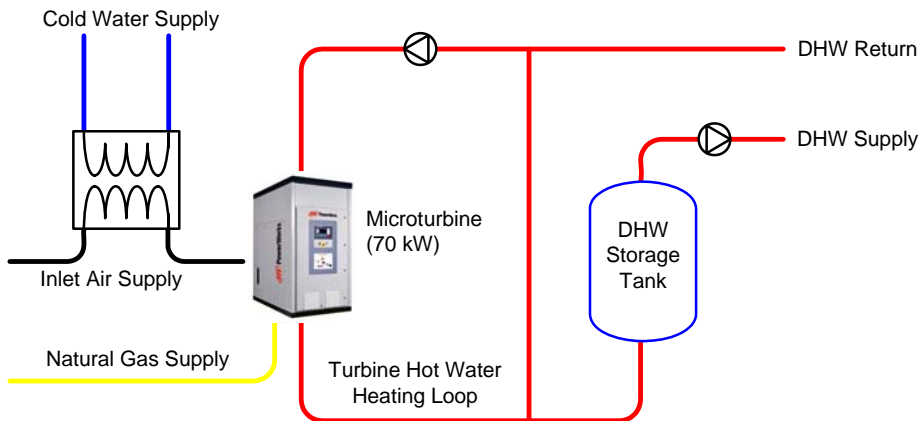 Cold Water Supply
DHW Return
DHW Supply
Microturbine
(70 kW)
PowerWorks
DHW
Storage
Tank
Inlet Air Supply
Natural Gas Supply
Turbine Hot Water
Heating Loop